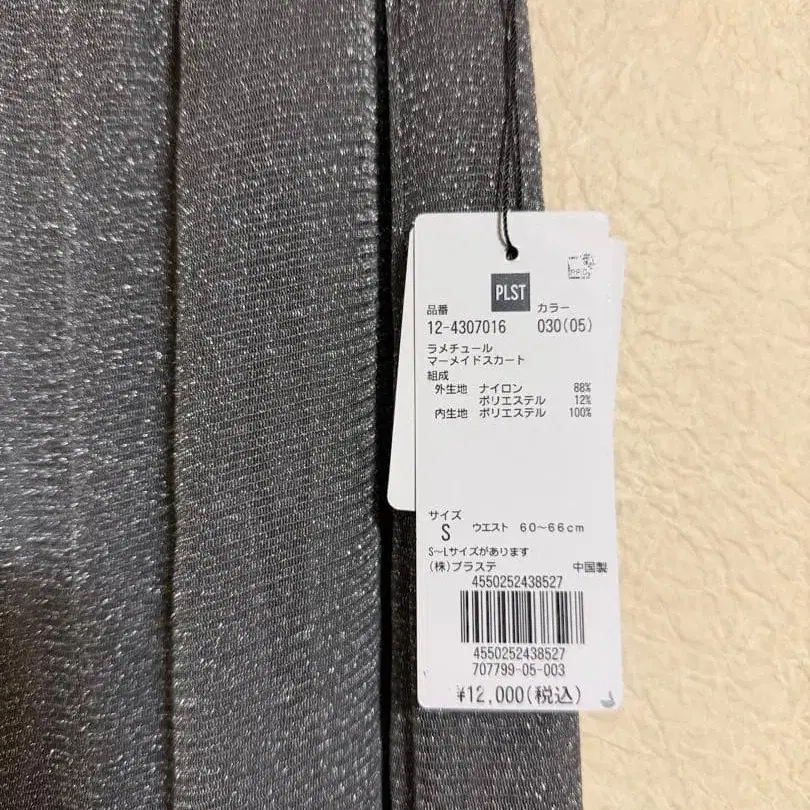 PLST
品番 カラー
12-4307016 030(05)
ラメチュール
マーメイドスカート
組成
外生地 ナイロン 88%
ポリエステル 12%
内生地 ポリエステル 100%
サイズ
S ウエスト 60～66cm
S～Lサイズがあります
(株)プラステ 中国製
4550252438527
4550252438527
707799-05-003
¥12,000(税込)